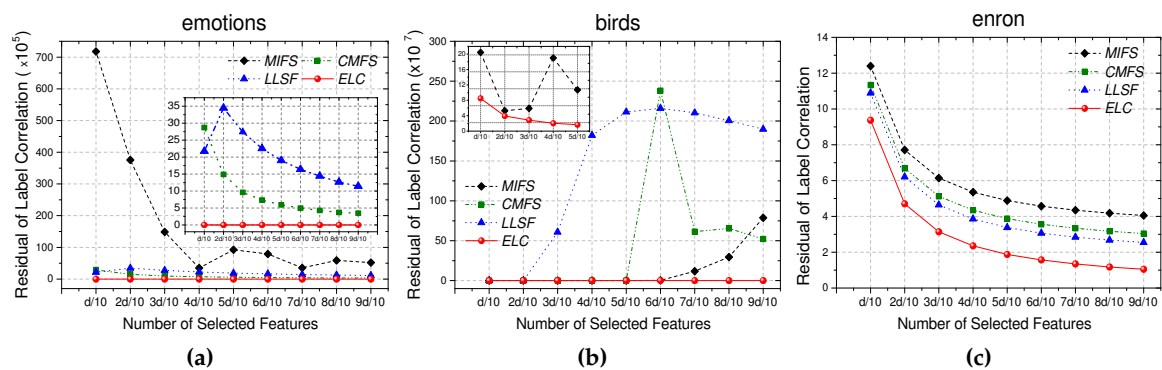 emotions
Residual of Label Correlation ( x10⁵)
750
700
600
500
400
300
200
100
0
MIFS
CMFS
LLSF
ELC
35
30
25
20
15
10
5
0
d/10 2d/10 3d/10 4d/10 5d/10 6d/10 7d/10 8d/10 9d/10
d/10 2d/10 3d/10 4d/10 5d/10 6d/10 7d/10 8d/10 9d/10
Number of Selected Features
(a)
birds
Residual of Label Correlation (x10⁻⁷)
300
250
200
150
100
50
0
20
16
12
8
4
0
d/10 2d/10 3d/10 4d/10 5d/10
MIFS
CMFS
LLSF
ELC
d/10 2d/10 3d/10 4d/10 5d/10 6d/10 7d/10 8d/10 9d/10
Number of Selected Features
(b)
enron
Residual of Label Correlation
14
12
10
8
6
4
2
0
MIFS
CMFS
LLSF
ELC
d/10 2d/10 3d/10 4d/10 5d/10 6d/10 7d/10 8d/10 9d/10
Number of Selected Features
(c)